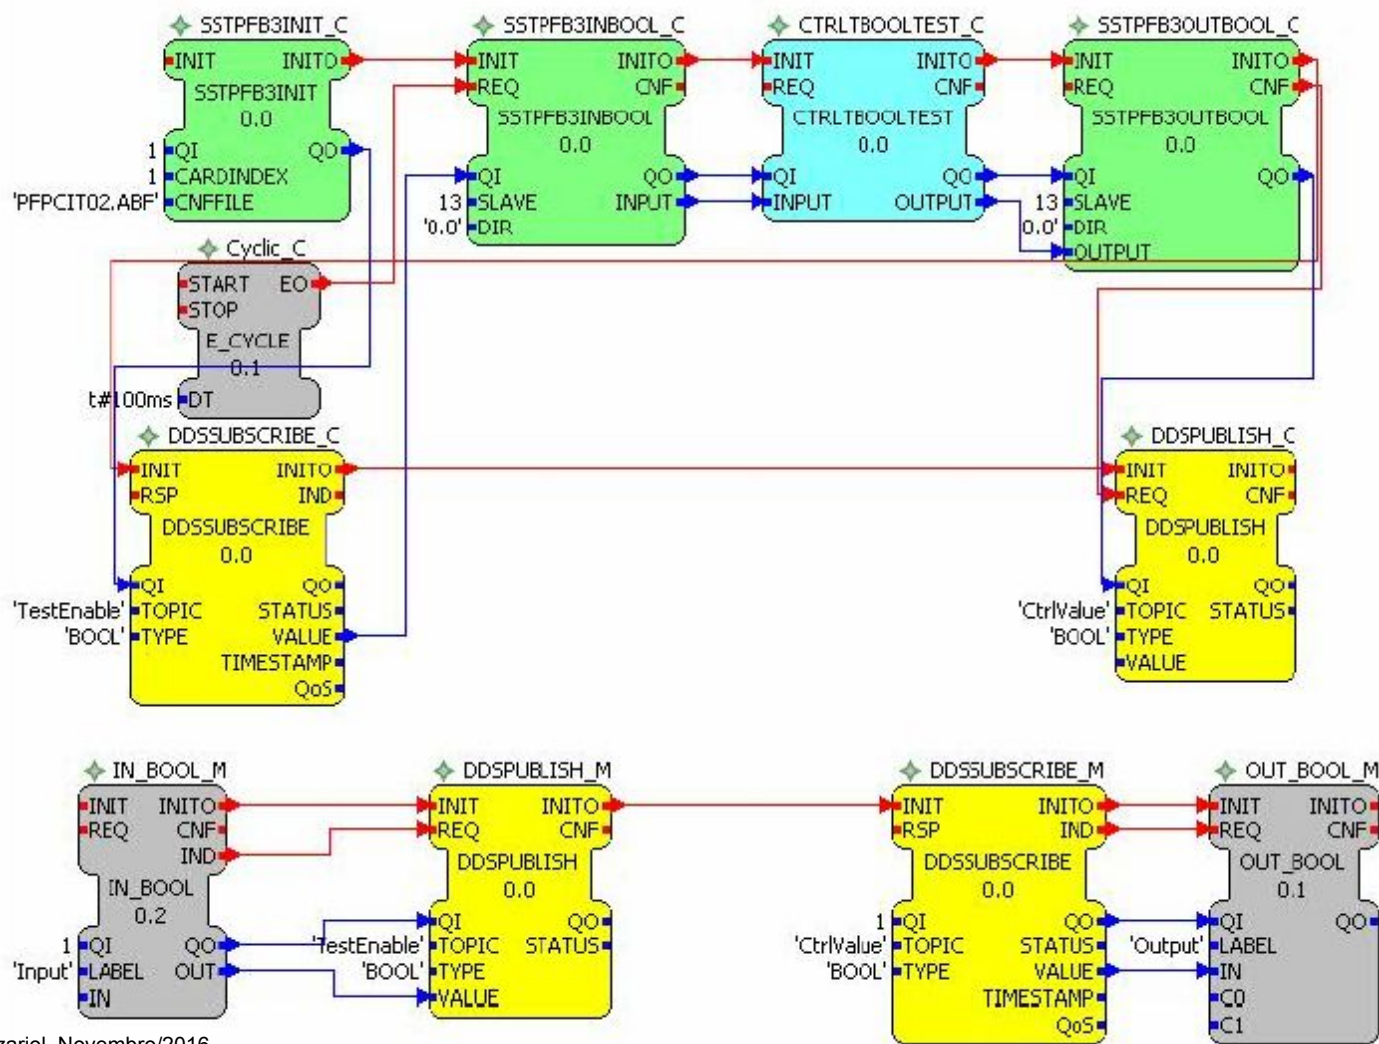 SSTPFB3INIT_C SSTPFB3INBOOL_C CTRLTBOOLTEST_C SSTPFB3OUTBOOL_C
INIT INITO INIT INITO INIT INITO INIT INITO
REQ CNF REQ CNF REQ CNF
SSTPFB3INIT SSTPFB3INBOOL CTRLTBOOLTEST SSTPFB3OUTBOOL
0.0 0.0 0.0 0.0
1 QI QO QI QO QI QO QI QO
1 CARDINDEX 13 SLAVE INPUT INPUT OUTPUT 13 SLAVE
'PFPCIT02.ABF' CNFFILE '0.0' DIR 0.0' DIR
OUTPUT
Cyclic_C
START EO
STOP
E_CYCLE
0.1
t#100ms DT
DDSSUBSCRIBE_C DDSPUBLISH_C
INIT INITO INIT INITO
RSP IND REQ CNF
DDSSUBSCRIBE DDSPUBLISH
0.0 0.0
QI QO QI QO
'TestEnable' TOPIC STATUS 'CtrlValue' TOPIC STATUS
'BOOL' TYPE VALUE 'BOOL' TYPE
TIMESTAMP VALUE
QoS
IN_BOOL_M DDSPUBLISH_M DDSSUBSCRIBE_M OUT_BOOL_M
INIT INITO INIT INITO INIT INITO INIT INITO
REQ CNF REQ CNF RSP IND REQ CNF
IND
DDSPUBLISH DDSSUBSCRIBE OUT_BOOL
IN_BOOL 0.0 0.0 0.1
0.2
QI QO 1 QI QO QI QO
1 QI QO 'TestEnable' TOPIC STATUS 'CtrlValue' TOPIC STATUS 'Output' LABEL
'Input' LABEL OUT 'BOOL' TYPE 'BOOL' TYPE VALUE IN
IN VALUE TIMESTAMP C0
QoS C1
Novembro/2016